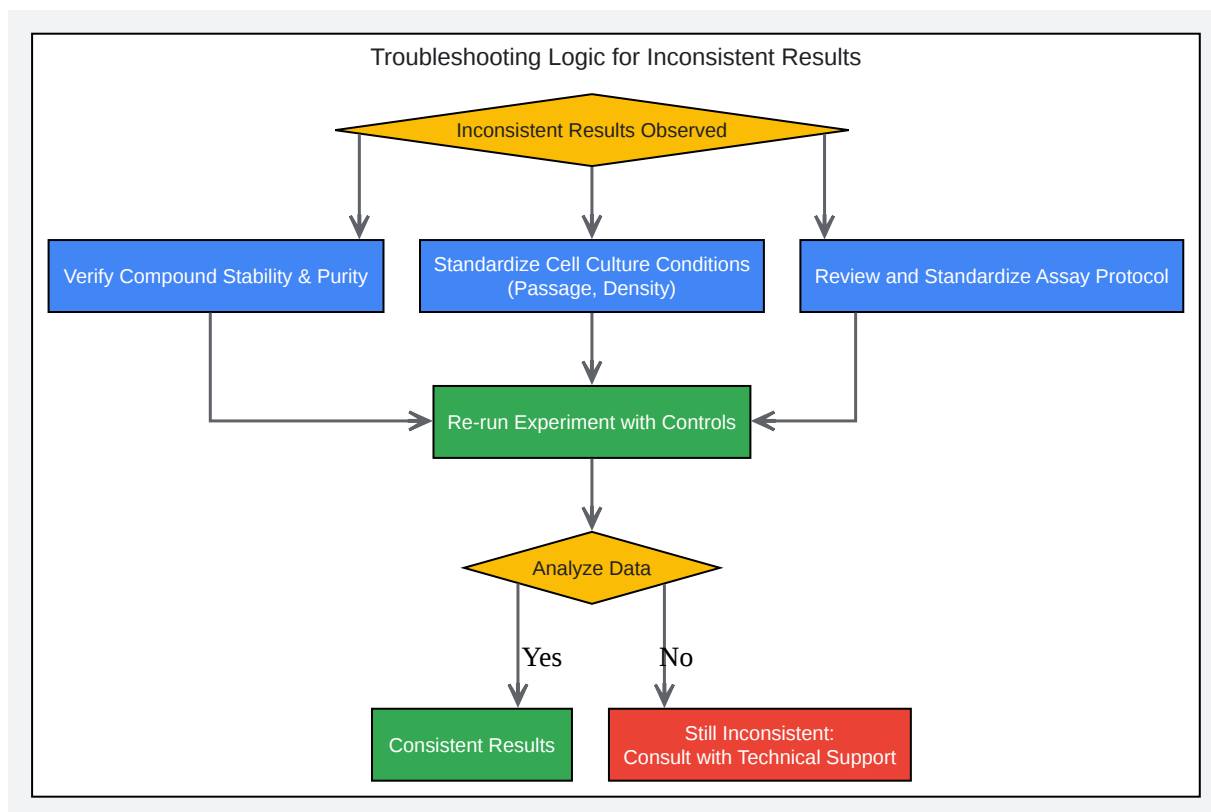 Troubleshooting Logic for Inconsistent Results
Inconsistent Results Observed
Verify Compound Stability & Purity
Standardize Cell Culture Conditions
(Passage, Density)
Review and Standardize Assay Protocol
Re-run Experiment with Controls
Analyze Data
Yes
No
Consistent Results
Still Inconsistent:
Consult with Technical Support